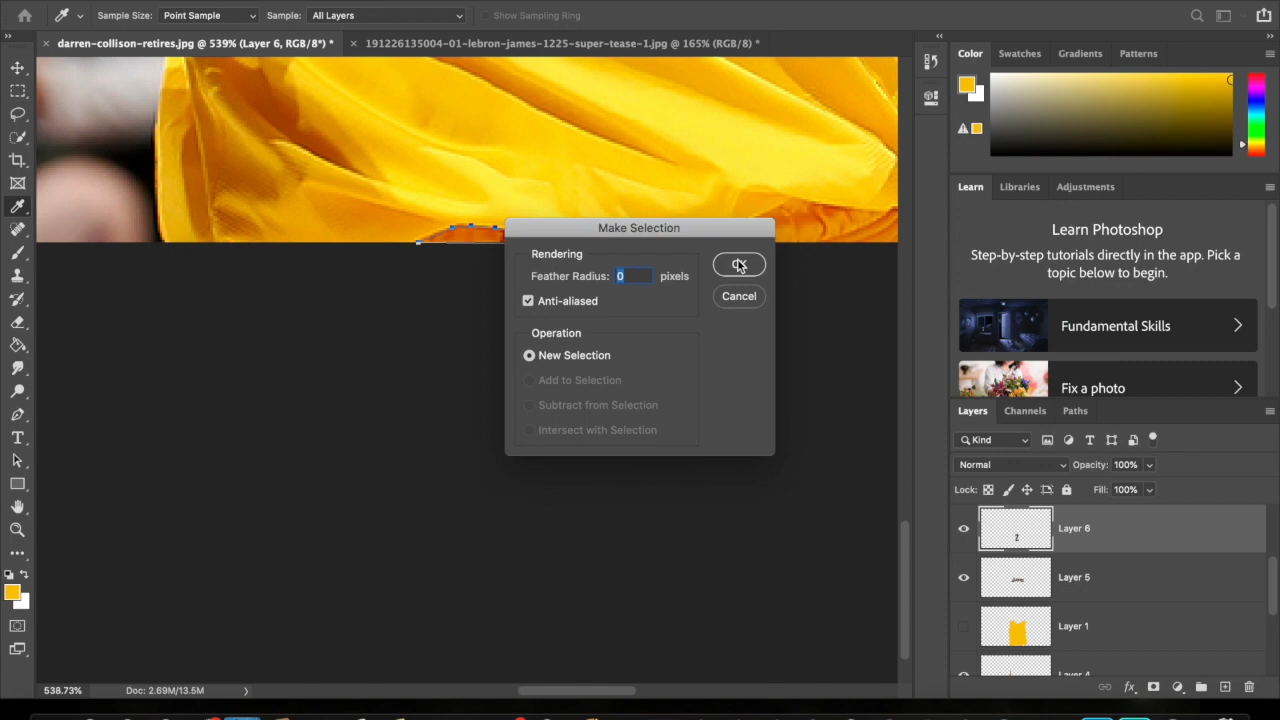 Sample Size: Point Sample Sample: All Layers Show Sampling Ring
darren-collison-retires.jpg @ 539% (Layer 6, RGB/8*) * 191226135004-01-lebron-james-1225-super-tease-1.jpg @ 165% (RGB/8) *
Color Swatches Gradients Patterns
Learn Libraries Adjustments
Learn Photoshop
Step-by-step tutorials directly in the app. Pick a
topic below to begin.
Fundamental Skills
Fix a photo
Make Selection
Rendering
Feather Radius: 0 pixels
Anti-aliased
OK
Cancel
Operation
New Selection
Add to Selection
Subtract from Selection
Intersect with Selection
Layers Channels Paths
Kind
Normal Opacity: 100%
Lock: Fill: 100%
Layer 6
Layer 5
Layer 1
Layer 4
538.73% Doc: 2.69M/13.5M